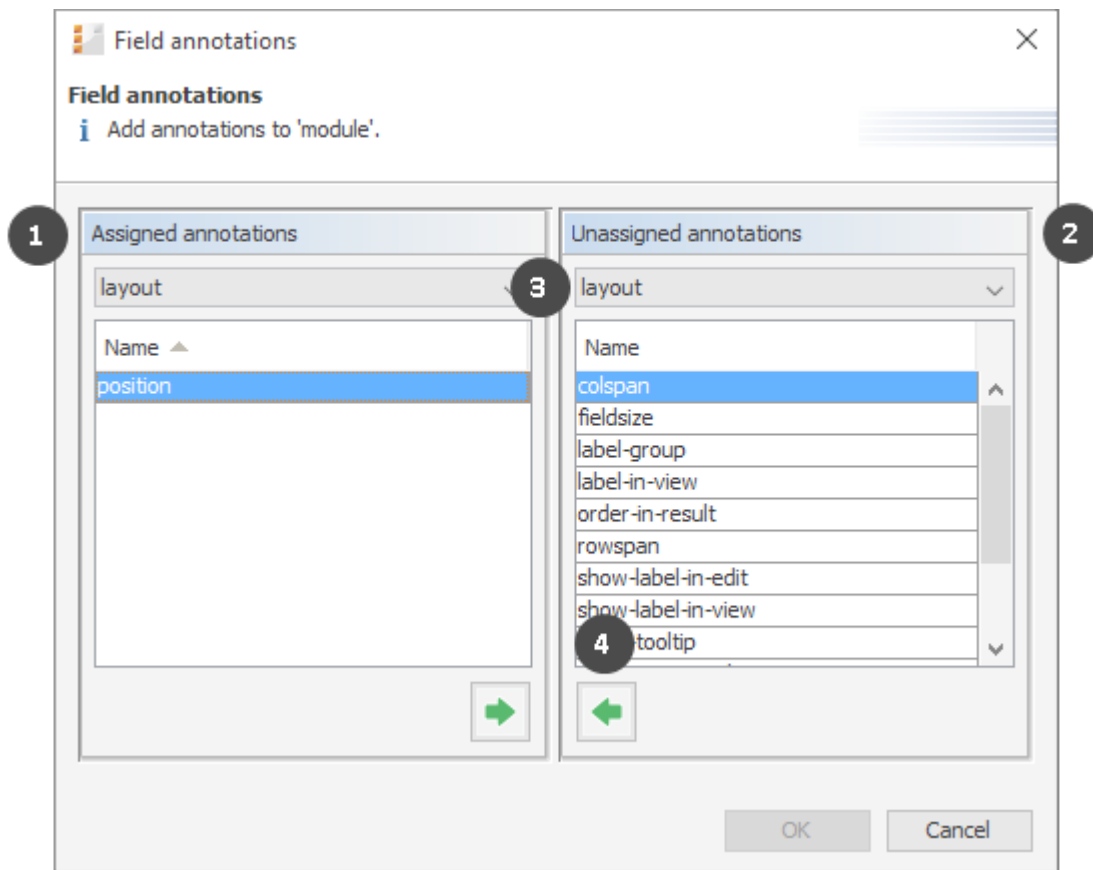 Field annotations
Field annotations
i Add annotations to 'module'.
1
Assigned annotations
layout
Name
position
2
Unassigned annotations
3
layout
Name
colspan
fieldsize
label-group
label-in-view
order-in-result
rowspan
show-label-in-edit
show-label-in-view
4
tooltip
OK
Cancel